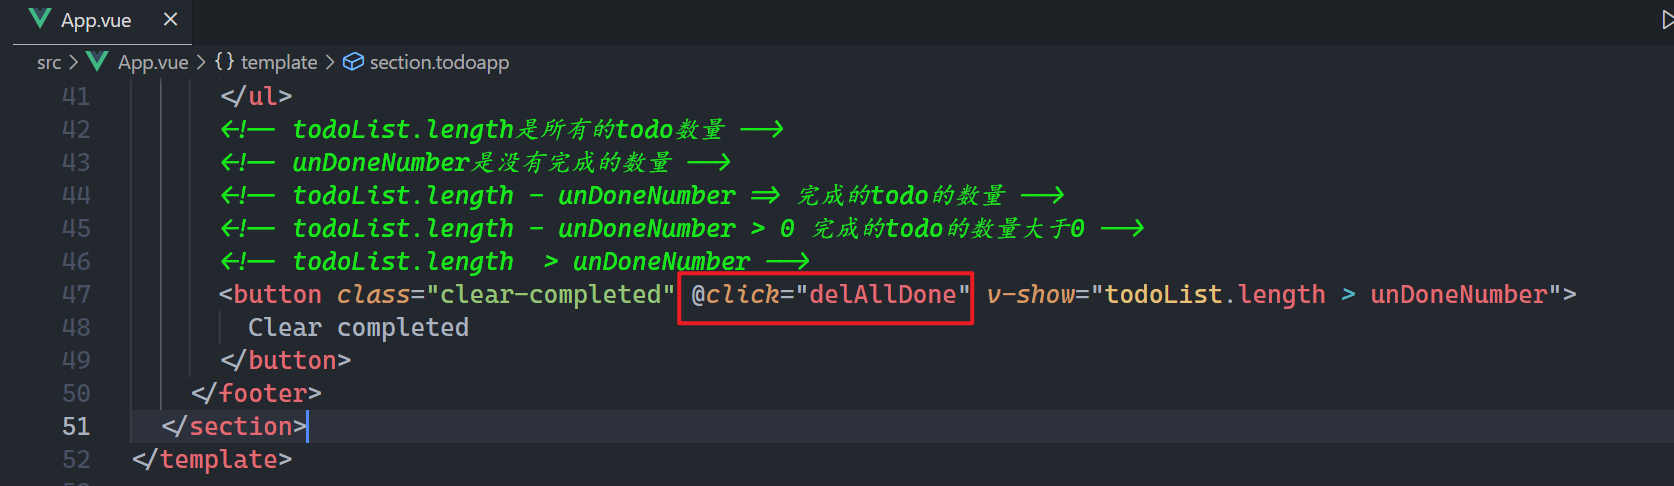 App.vue ×
src > App.vue > {} template > section.todoapp
41 </ul>
42 <!-- todoList.length是所有的todo数量 -->
43 <!-- unDoneNumber是没有完成的数量 -->
44 <!-- todoList.length - unDoneNumber => 完成的todo的数量 -->
45 <!-- todoList.length - unDoneNumber > 0 完成的todo的数量大于0 -->
46 <!-- todoList.length  > unDoneNumber -->
47 <button class="clear-completed" @click="delAllDone" v-show="todoList.length > unDoneNumber">
48 Clear completed
49 </button>
50 </footer>
51 </section>
52 </template>